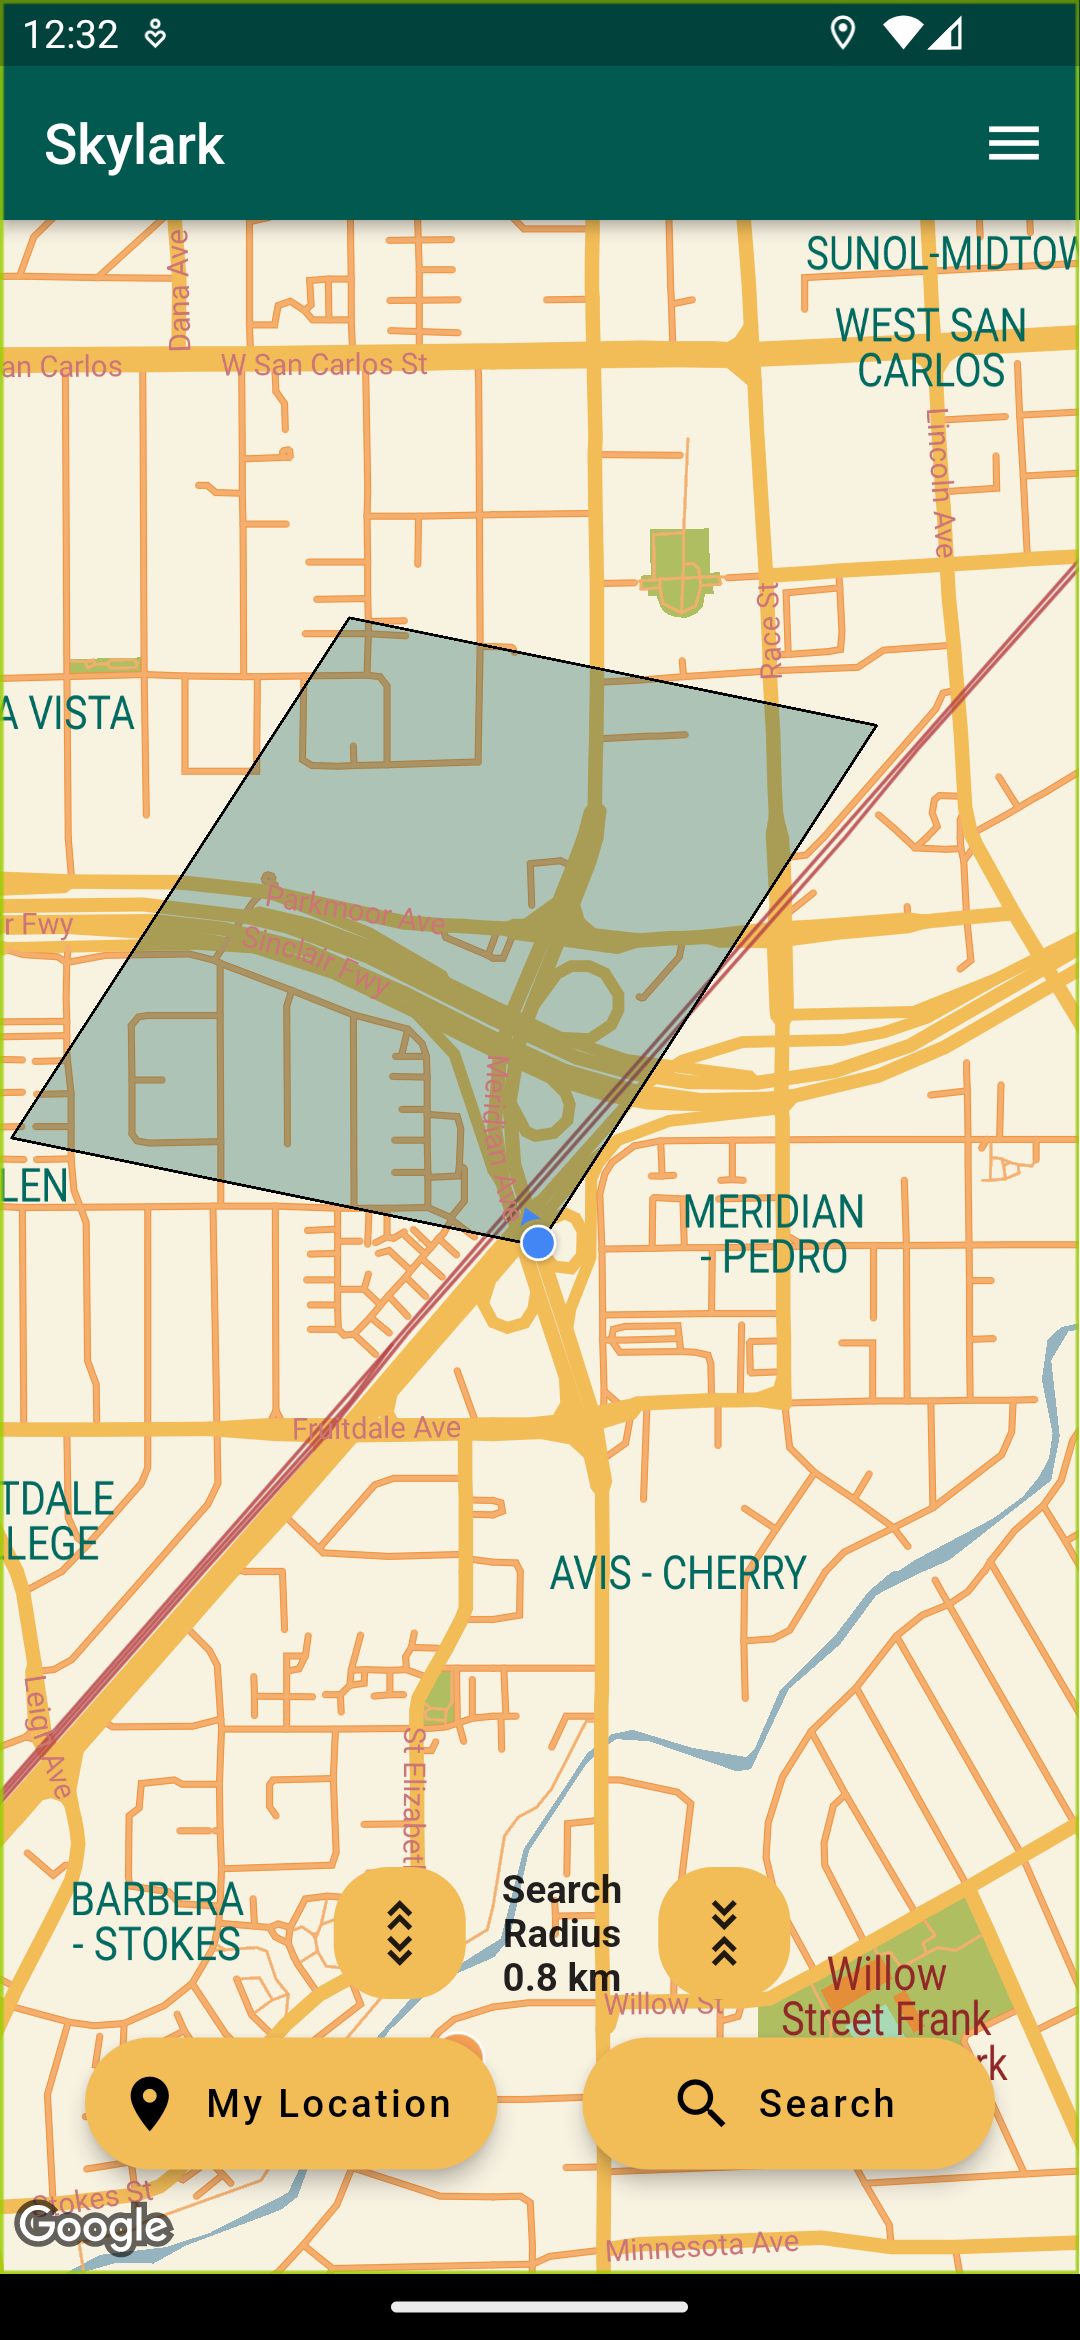 12:32
Skylark
SUNOL-MIDTOW
Dana Ave
WEST SAN
CARLOS
an Carlos
W San Carlos St
Lincoln Ave
Race St
A VISTA
Parkmoor Ave
r Fwy
Sinclair Fwy
Meridian Ave
LEN
MERIDIAN
- PEDRO
Fruitdale Ave
TDALE
LEGE
AVIS - CHERRY
Leigh Ave
St Elizabet
BARBERA
- STOKES
Search
Radius
0.8 km
Willow St
Willow
Street Frank
rk
My Location
Search
Stokes St
Google
Minnesota Ave